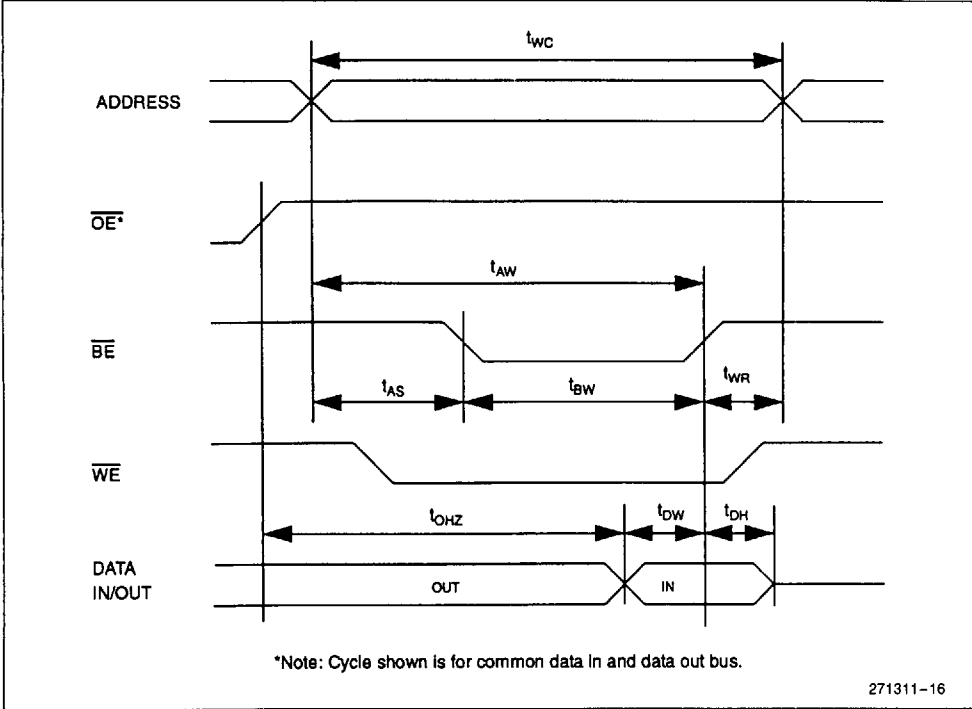 tWC
ADDRESS
OE*
tAW
BE
tAS tBW tWR
WE
tOHZ tDW tDH
DATA
IN/OUT
OUT IN
*Note: Cycle shown is for common data in and data out bus.
271311-16